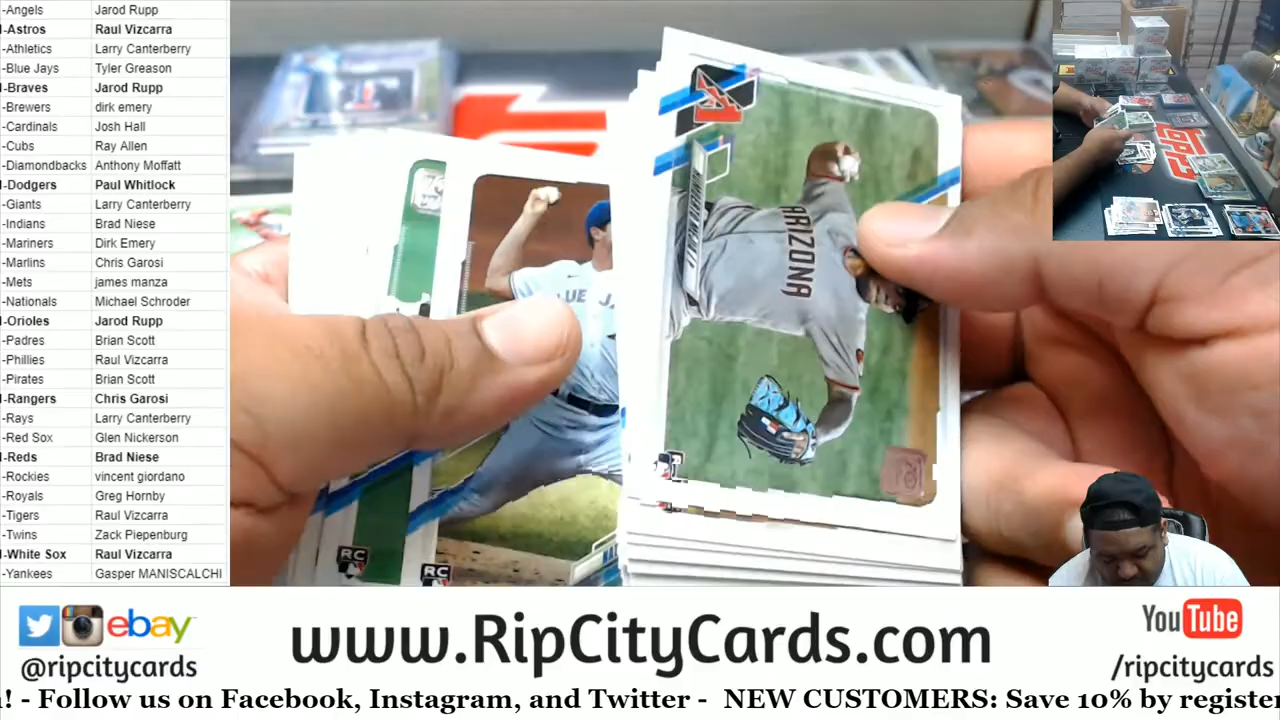 -Angels Jarod Rupp
-Astros Raul Vizcarra
-Athletics Larry Canterberry
-Blue Jays Tyler Greason
-Braves Jarod Rupp
-Brewers dirk emery
-Cardinals Josh Hall
-Cubs Ray Allen
-Diamondbacks Anthony Moffatt
-Dodgers Paul Whitlock
-Giants Larry Canterberry
-Indians Brad Niese
-Mariners Dirk Emery
-Marlins Chris Garosi
-Mets james manza
-Nationals Michael Schroder
-Orioles Jarod Rupp
-Padres Brian Scott
-Phillies Raul Vizcarra
-Pirates Brian Scott
-Rangers Chris Garosi
-Rays Larry Canterberry
-Red Sox Glen Nickerson
-Reds Brad Niese
-Rockies vincent giordano
-Royals Greg Hornby
-Tigers Raul Vizcarra
-Twins Zack Piepenburg
-White Sox Raul Vizcarra
-Yankees Gasper MANISCALCHI
ARIZONA
BLUE J
RC
RC
TOPPS
ebay
@ripcitycards
www.RipCityCards.com
YouTube
/ripcitycards
! - Follow us on Facebook, Instagram, and Twitter - NEW CUSTOMERS: Save 10% by register